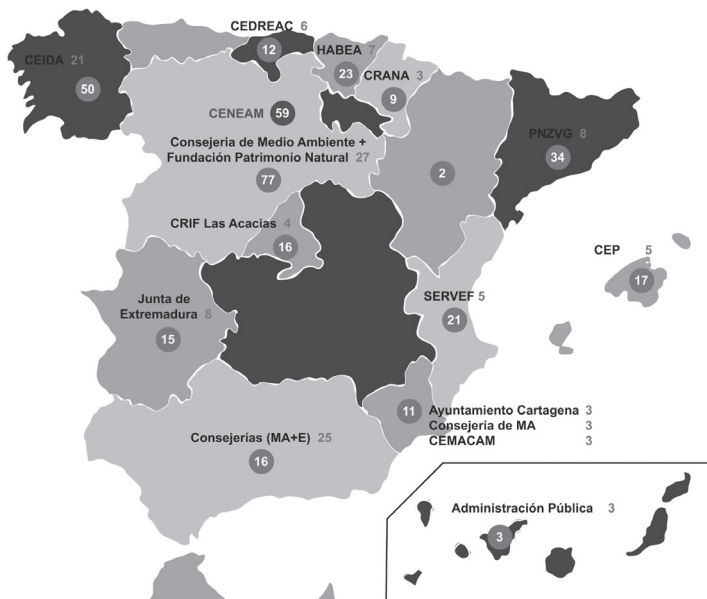 CEDREAC 6
12
CEIDA 21
50
HABEA 7
23
CRANA 3
9
CENEAM 59
Consejeria de Medio Ambiente +
Fundación Patrimonio Natural 27
77
2
PNZVG 8
34
CRIF Las Acacias 4
16
CEP 5
17
Junta de
Extremadura 8
15
SERVEF 5
21
11
Ayuntamiento Cartagena 3
Consejería de MA 3
CEMACAM 3
Consejerías (MA+E) 25
16
Administración Pública 3
3